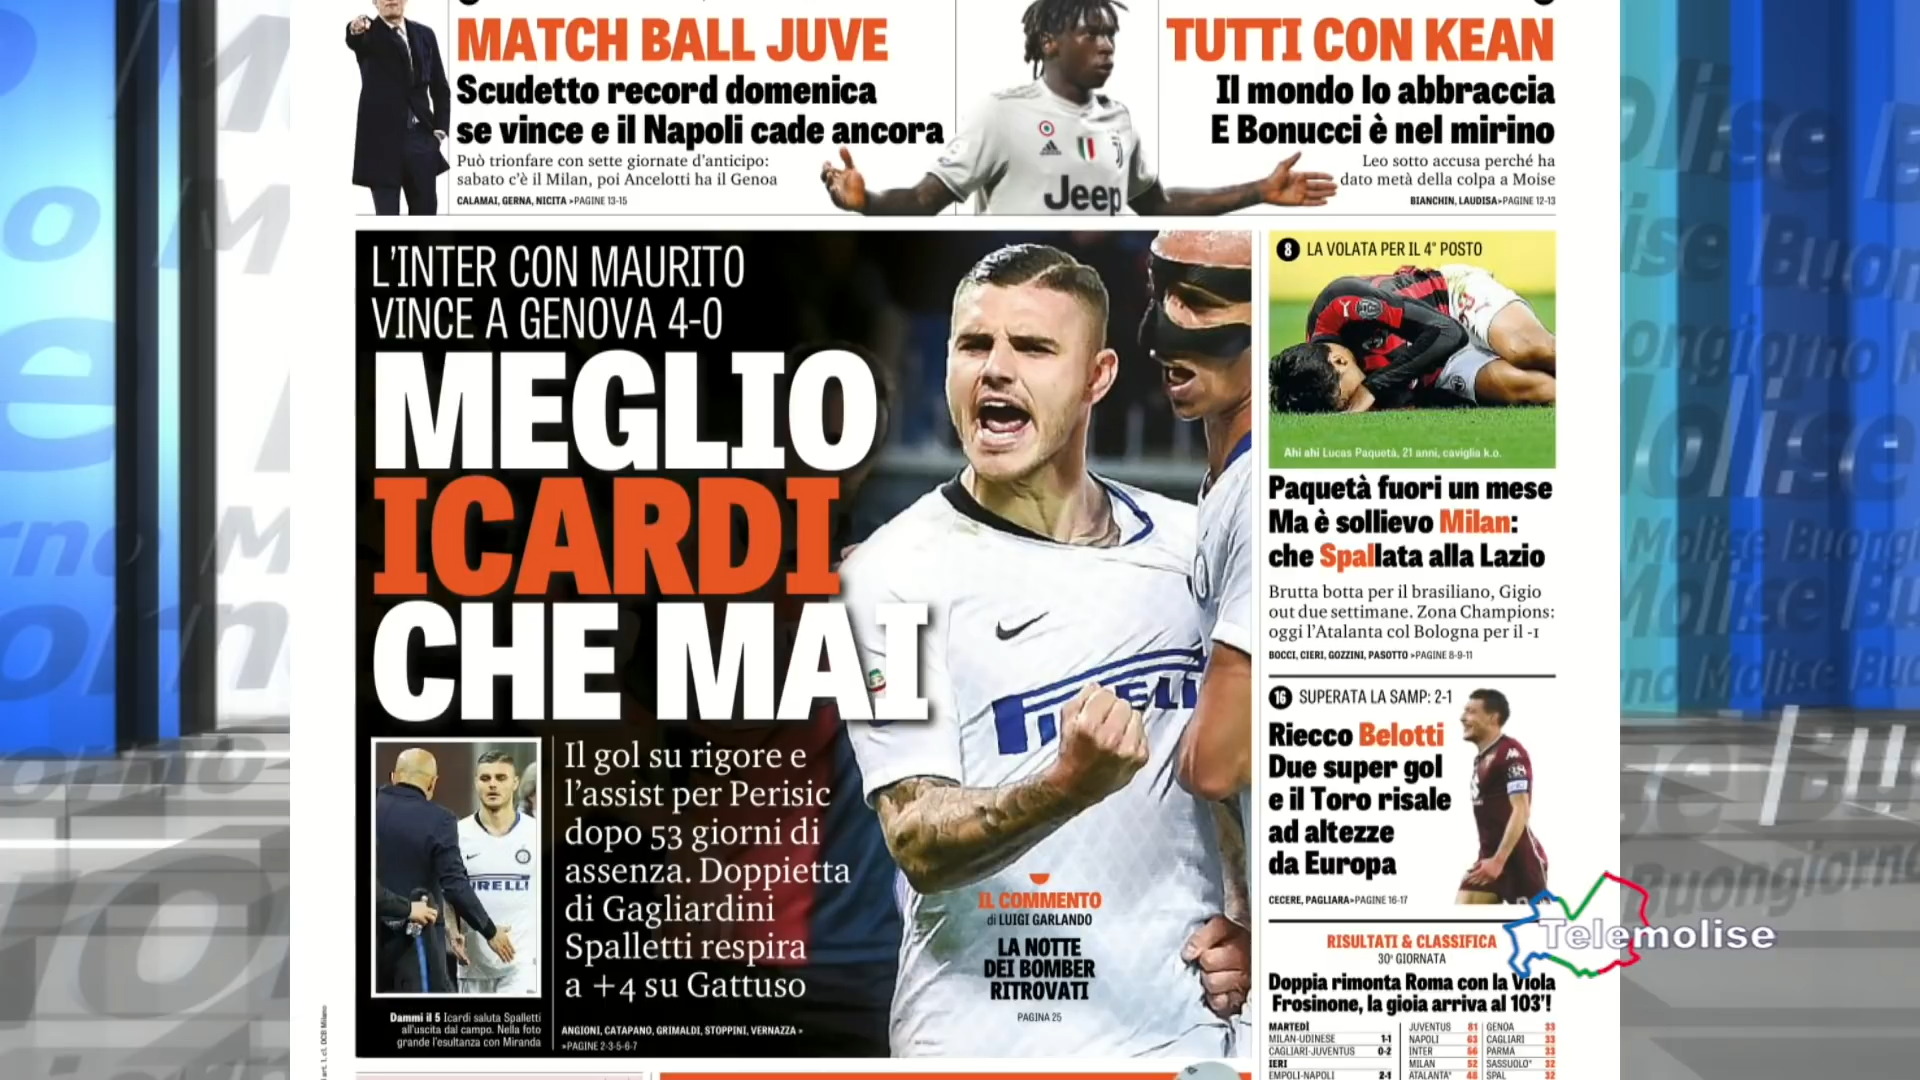 MATCH BALL JUVE
Scudetto record domenica
se vince e il Napoli cade ancora
Può trionfare con sette giornate d'anticipo:
sabato c'è il Milan, poi Ancelotti ha il Genoa
CALAMAI, GERNA, NICITA >PAGINE 13-15
Jeep
TUTTI CON KEAN
Il mondo lo abbraccia
E Bonucci è nel mirino
Leo sotto accusa perché ha
dato metà della colpa a Moise
BIANCHIN, LAUDISA>PAGINE 12-13
L'INTER CON MAURITO
VINCE A GENOVA 4-0
MEGLIO
ICARDI
CHE MAI
Il gol su rigore e
l'assist per Perisic
dopo 53 giorni di
assenza. Doppietta
di Gagliardini
Spalletti respira
a +4 su Gattuso
ANGIONI, CATAPANO, GRIMALDI, STOPPINI, VERNAZZA >
>PAGINE 2-3-5-6-7
Dammi il 5 Icardi saluta Spalletti
all'uscita dal campo. Nella foto
grande l'esultanza con Miranda
IL COMMENTO
di LUIGI GARLANDO
LA NOTTE
DEI BOMBER
RITROVATI
PAGINA 25
8 LA VOLATA PER IL 4° POSTO
Ahi ahi Lucas Paquetà, 21 anni, caviglia k.o.
Paquetà fuori un mese
Ma è sollievo Milan:
che Spallata alla Lazio
Brutta botta per il brasiliano, Gigio
out due settimane. Zona Champions:
oggi l'Atalanta col Bologna per il -1
BOCCI, CIERI, GOZZINI, PASOTTO >PAGINE 8-9-11
16 SUPERATA LA SAMP: 2-1
Riecco Belotti
Due super gol
e il Toro risale
ad altezze
da Europa
CECERE, PAGLIARA>PAGINE 16-17
RISULTATI & CLASSIFICA
30ª GIORNATA
Doppia rimonta Roma con la Viola
Frosinone, la gioia arriva al 103'!
MARTEDÌ
MILAN-UDINESE 1-1
CAGLIARI-JUVENTUS 0-2
IERI
EMPOLI-NAPOLI 2-1
JUVENTUS 81
NAPOLI 63
INTER 56
MILAN 52
ATALANTA* 48
GENOA 33
CAGLIARI 33
PARMA 33
SASSUOLO* 32
SPAL 32
Telemolise